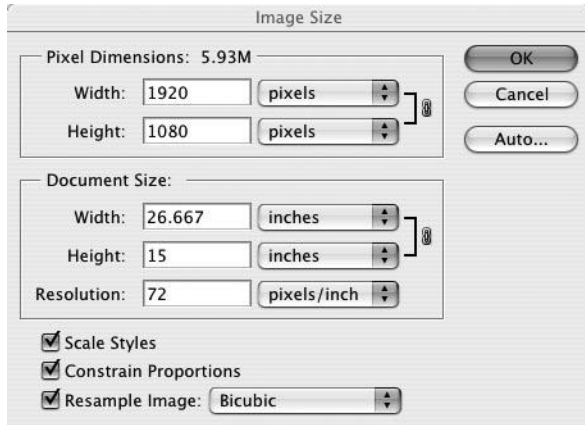 Image Size
Pixel Dimensions: 5.93M
OK
Width: 1920 pixels
Cancel
Height: 1080 pixels
Auto...
Document Size:
Width: 26.667 inches
Height: 15 inches
Resolution: 72 pixels/inch
Scale Styles
Constrain Proportions
Resample Image: Bicubic